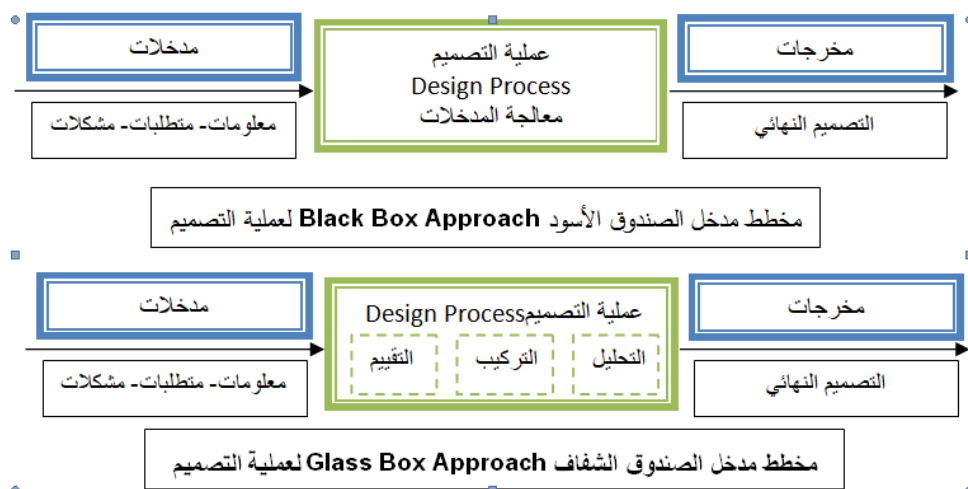 مدخلات
معلومات- متطلبات- مشكلات
عملية التصميم
Design Process
معالجة المدخلات
مخرجات
التصميم النهائي
مخطط مدخل الصندوق الأسود Black Box Approach لعملية التصميم
مدخلات
معلومات- متطلبات- مشكلات
عملية التصميمDesign Process
التحليل
التركيب
التقييم
مخرجات
التصميم النهائي
مخطط مدخل الصندوق الشفاف Glass Box Approach لعملية التصميم